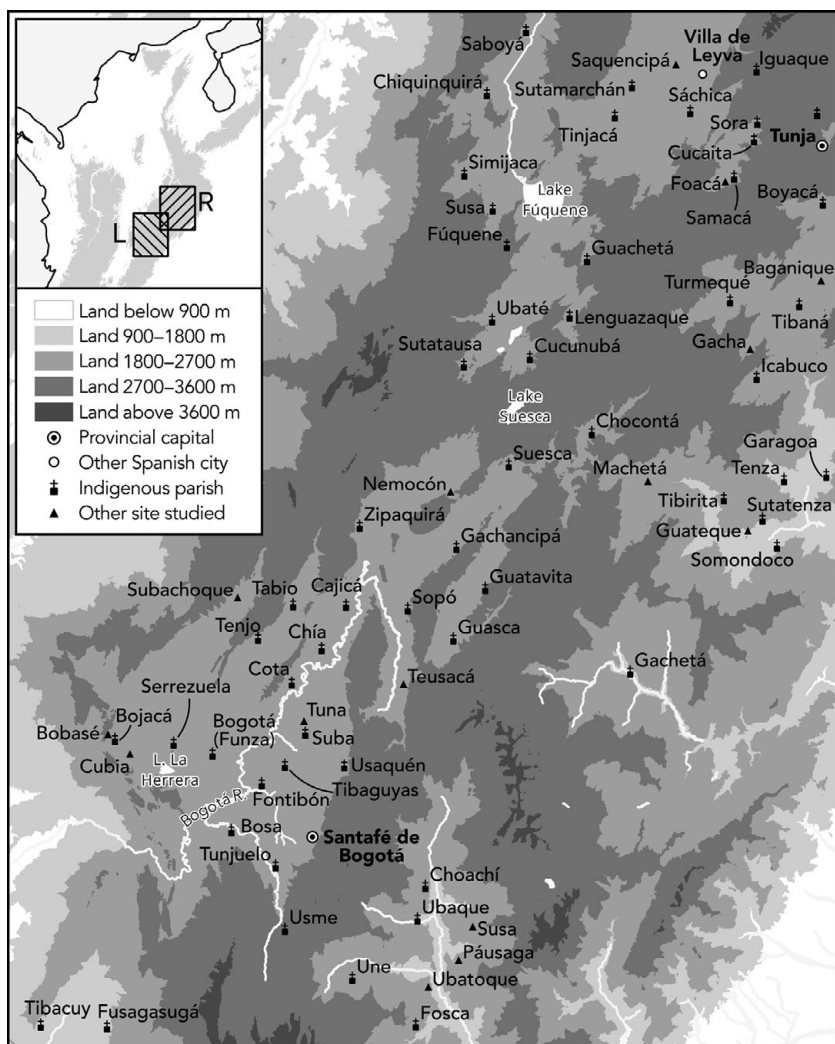 L
R
Land below 900 m
Land 900–1800 m
Land 1800–2700 m
Land 2700–3600 m
Land above 3600 m
Provincial capital
Other Spanish city
Indigenous parish
Other site studied
Saboyá
Villa de
Leyva
Saquencipá
Iguaque
Chiquinquirá
Sutamarchán
Sáchica
Tinjacá
Sora
Tunja
Cucaita
Simijaca
Lake
Fúquene
Foacá
Samacá
Boyacá
Susa
Fúquene
Guachetá
Baganique
Turmequé
Tibaná
Ubaté
Lenguazaque
Sutatausa
Cucunubá
Gacha
Icabuco
Lake
Suesca
Chocontá
Garagoa
Suesca
Machetá
Tenza
Nemocón
Tibirita
Sutatenza
Zipaquirá
Gachancipá
Guateque
Somondoco
Subachoque
Tabio
Cajicá
Guatavita
Sopó
Tenjo
Chía
Guasca
Cota
Gachetá
Teusacá
Serrezuela
Bojacá
Bobasé
Bogotá
(Funza)
Tuna
Suba
Cubia
L. La
Herrera
Usaquén
Tibaguyas
Fontibón
Bogotá R.
Bosa
Santafé de
Bogotá
Tunjuelo
Choachí
Ubaque
Usme
Susa
Páusaga
Une
Ubatoque
Tibacuy
Fusagasugá
Fosca